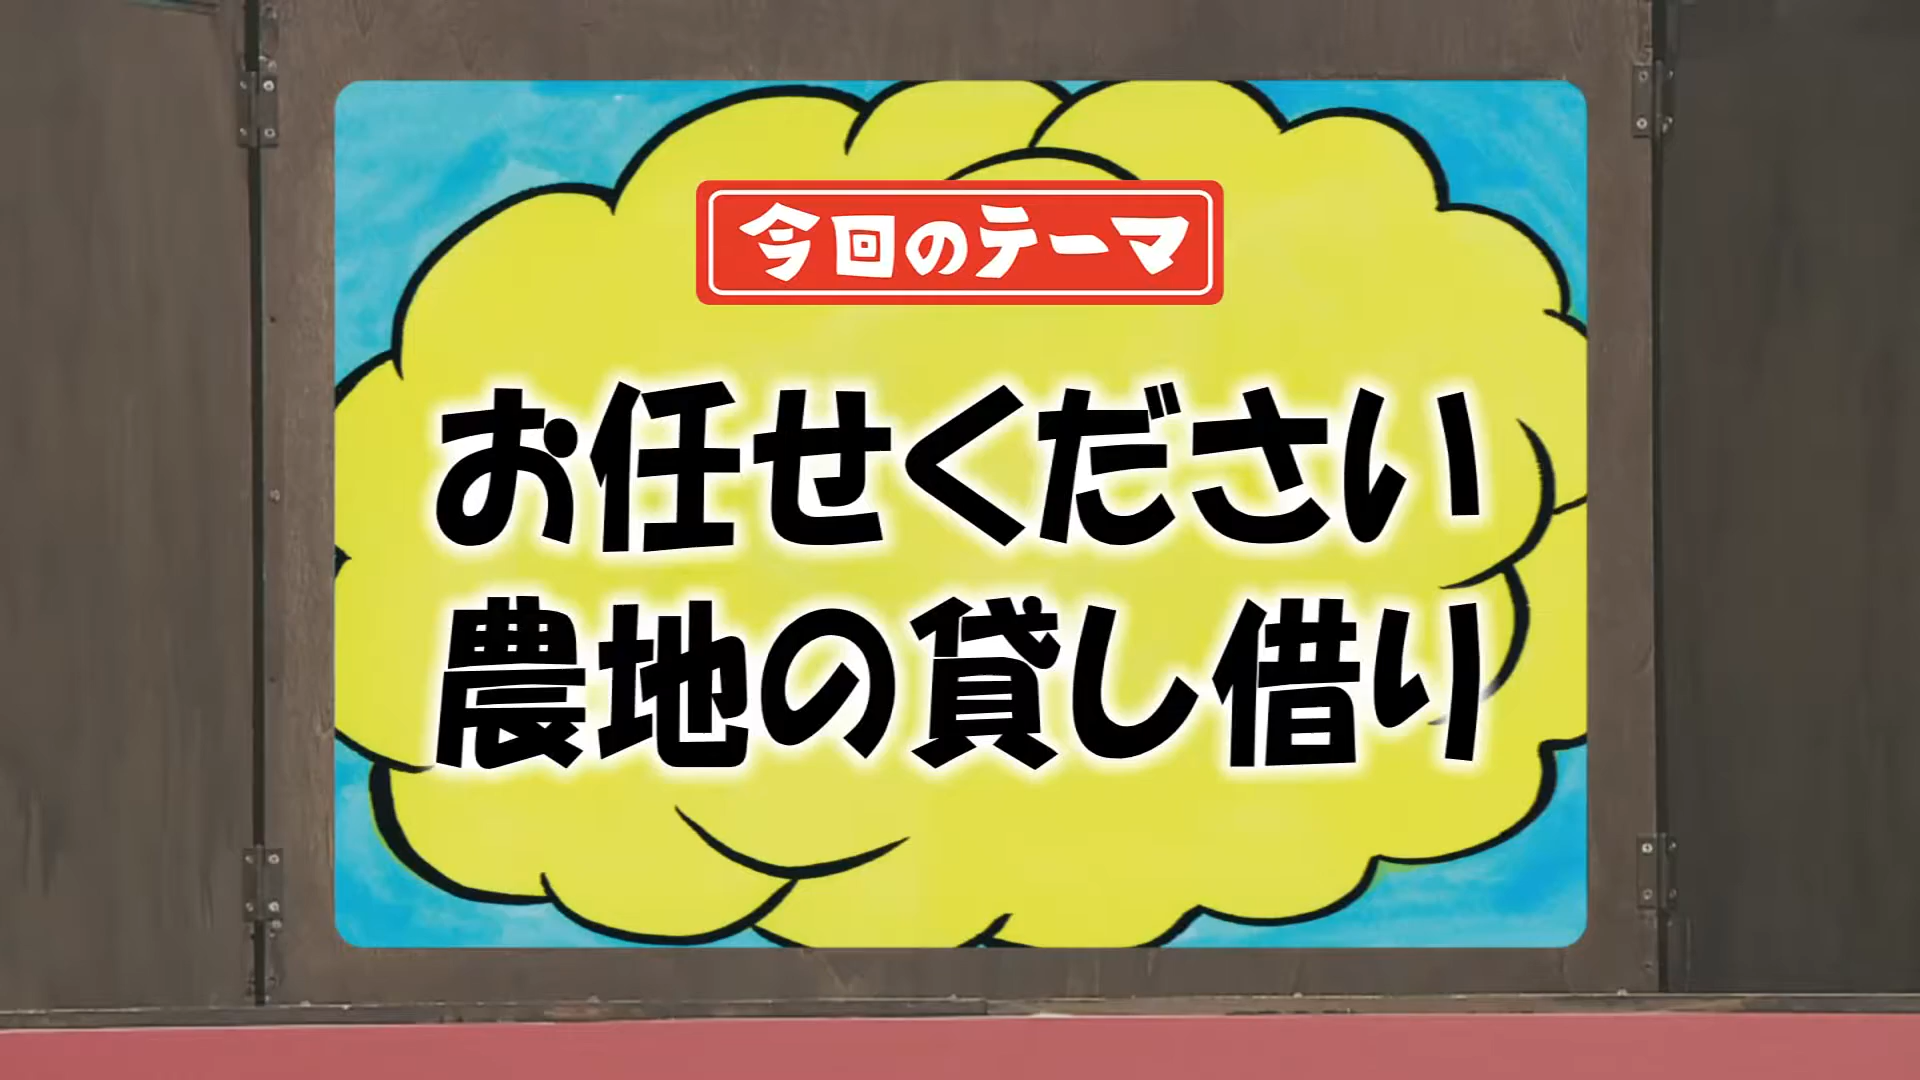 今回のテーマ
お任せください
農地の貸し借り